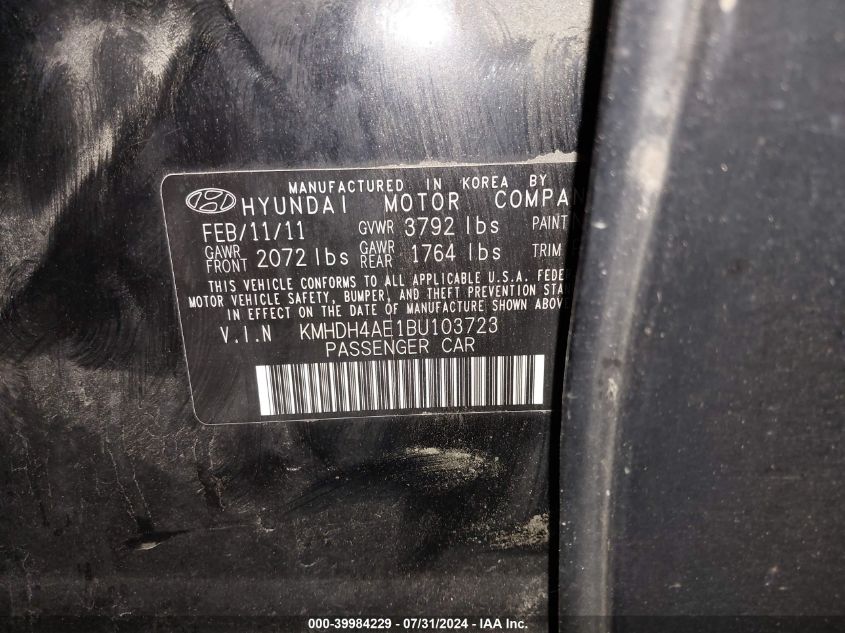 MANUFACTURED IN KOREA BY
HYUNDAI MOTOR COMPAN
FEB/11/11 GVWR 3792 lbs PAINT
GAWR FRONT 2072 lbs GAWR REAR 1764 lbs TRIM
THIS VEHICLE CONFORMS TO ALL APPLICABLE U.S.A. FEDE
MOTOR VEHICLE SAFETY, BUMPER, AND THEFT PREVENTION STA
IN EFFECT ON THE DATE OF MANUFACTURE SHOWN ABOVE
V.I.N KMHDH4AE1BU103723
PASSENGER CAR
000-39984229 - 07/31/2024 - IAA Inc.